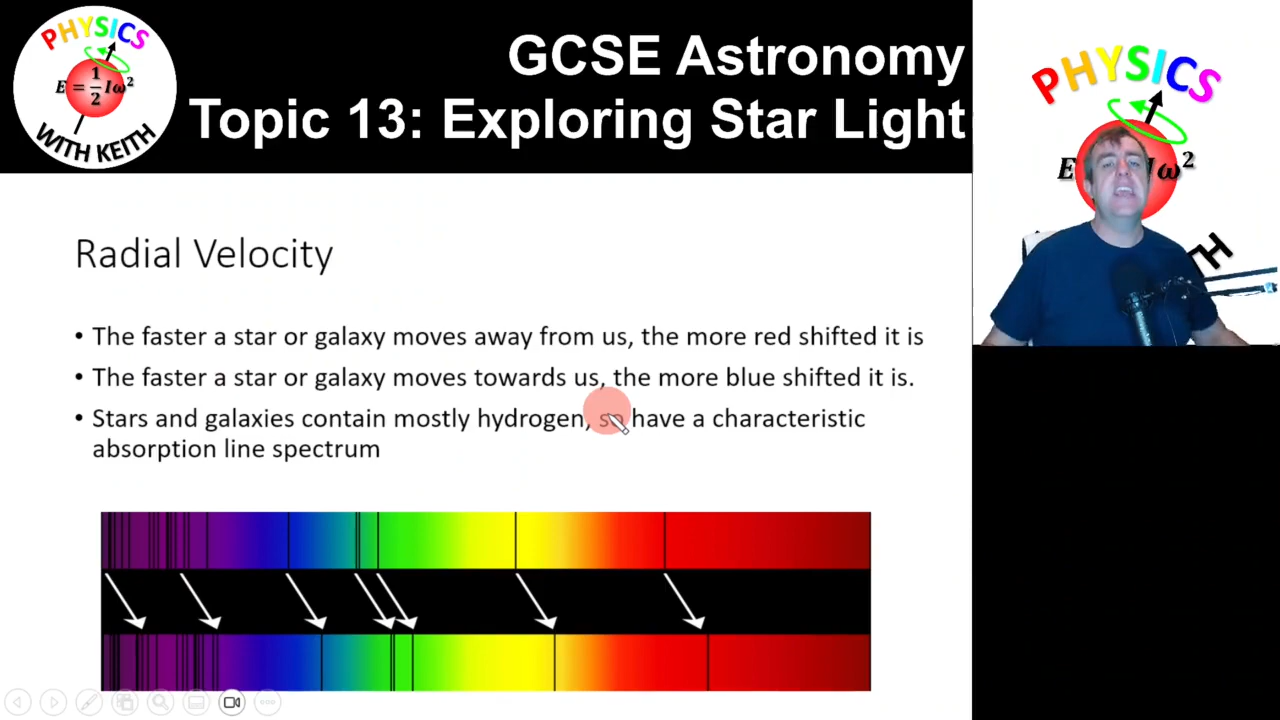 PHYSICS
E = 1/2 Iω²
WITH KEITH
GCSE Astronomy
Topic 13: Exploring Star Light
PHYSICS
E Iω²
TH
Radial Velocity
• The faster a star or galaxy moves away from us, the more red shifted it is
• The faster a star or galaxy moves towards us, the more blue shifted it is.
• Stars and galaxies contain mostly hydrogen, so have a characteristic
absorption line spectrum